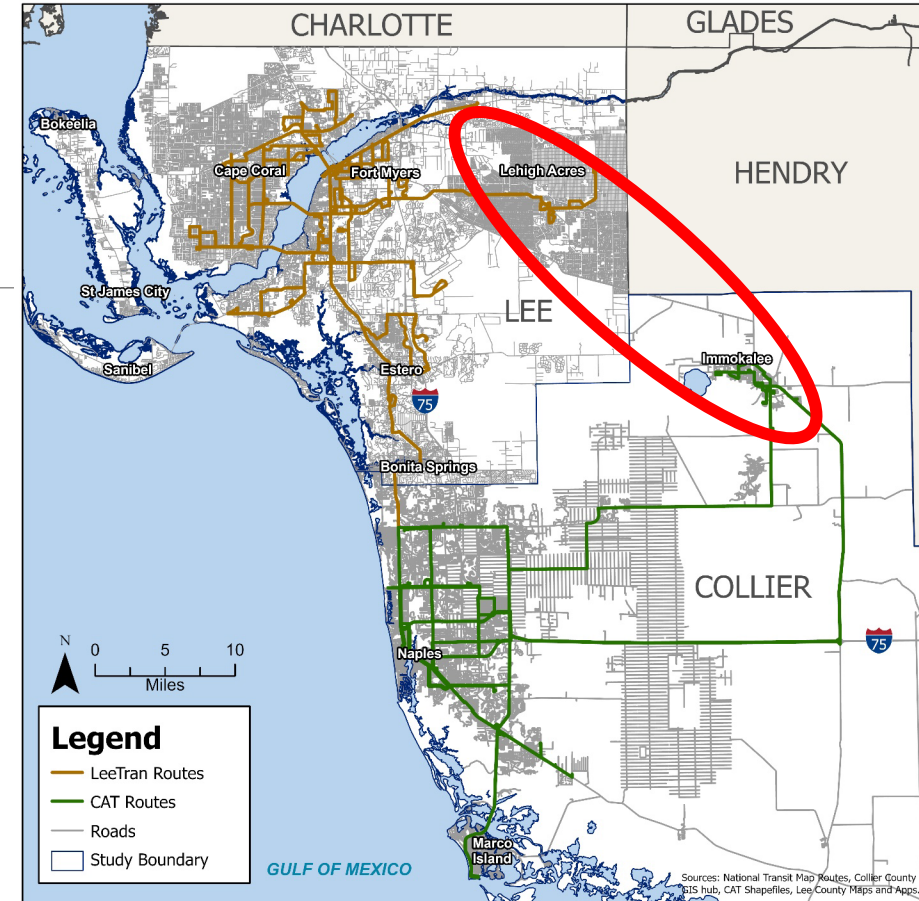 CHARLOTTE
GLADES
Bokeelia
Cape Coral
Fort Myers
Lehigh Acres
HENDRY
St James City
LEE
Sanibel
Estero
Immokalee
75
Bonita Springs
COLLIER
75
Naples
N
0 5 10
Miles
Legend
LeeTran Routes
CAT Routes
Roads
Study Boundary
GULF OF MEXICO
Marco
Island
Sources: National Transit Map Routes, Collier County
GIS hub, CAT Shapefiles, Lee County Maps and Apps.